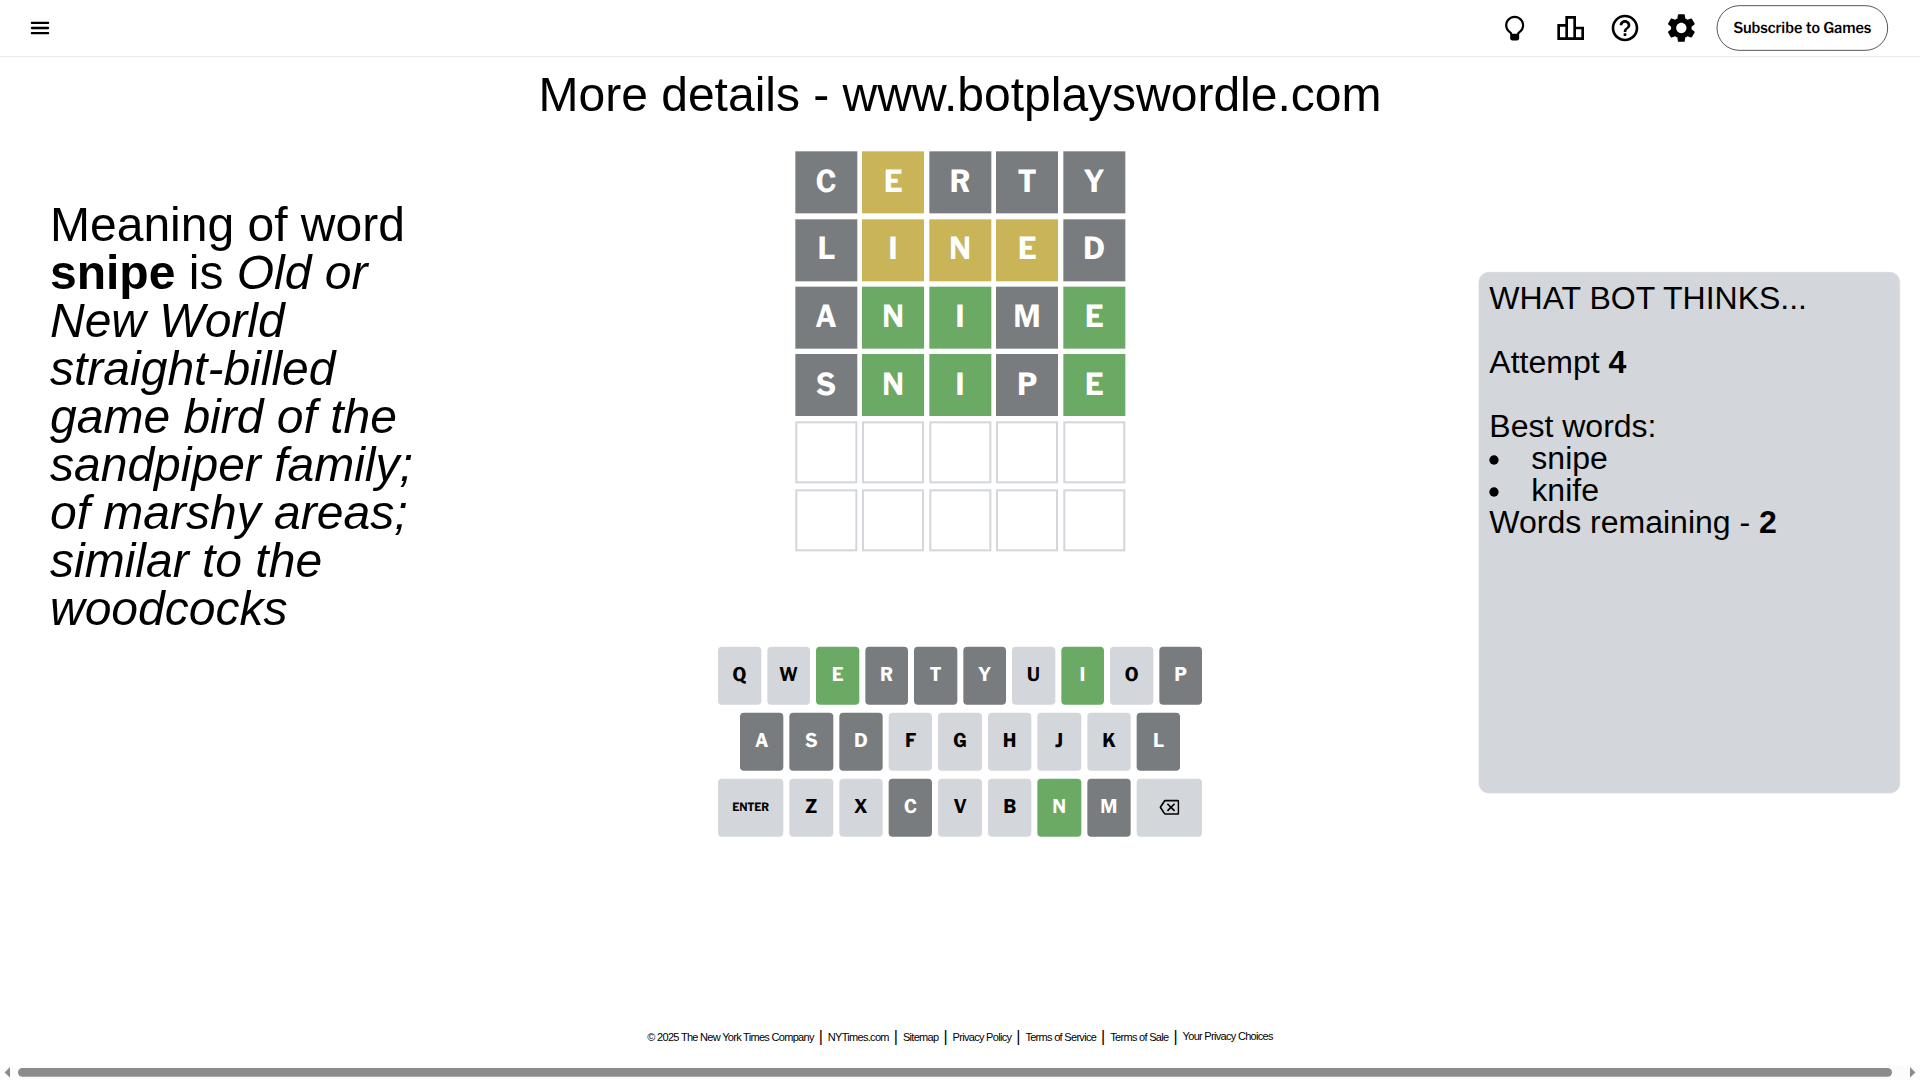 Subscribe to Games
More details - www.botplayswordle.com
Meaning of word
snipe is Old or
New World
straight-billed
game bird of the
sandpiper family;
of marshy areas;
similar to the
woodcocks
C E R T Y
L I N E D
A N I M E
S N I P E
WHAT BOT THINKS...
Attempt 4
Best words:
• snipe
• knife
Words remaining - 2
Q W E R T Y U I O P
A S D F G H J K L
ENTER Z X C V B N M
© 2025 The New York Times Company | NYTimes.com | Sitemap | Privacy Policy | Terms of Service | Terms of Sale | Your Privacy Choices